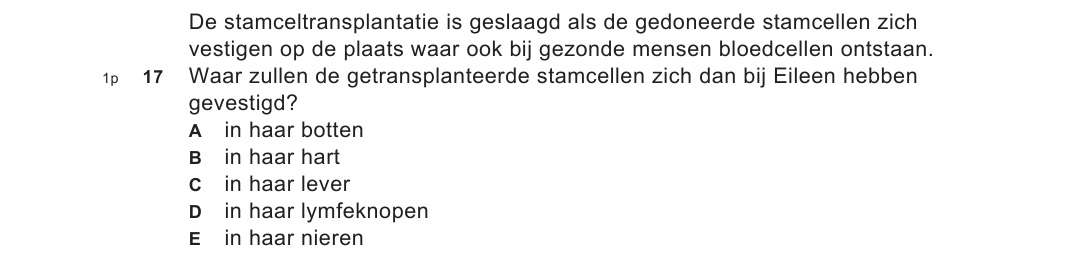 De stamceltransplantatie is geslaagd als de gedoneerde stamcellen zich
vestigen op de plaats waar ook bij gezonde mensen bloedcellen ontstaan.
1p 17 Waar zullen de getransplanteerde stamcellen zich dan bij Eileen hebben
gevestigd?
A in haar botten
B in haar hart
C in haar lever
D in haar lymfeknopen
E in haar nieren